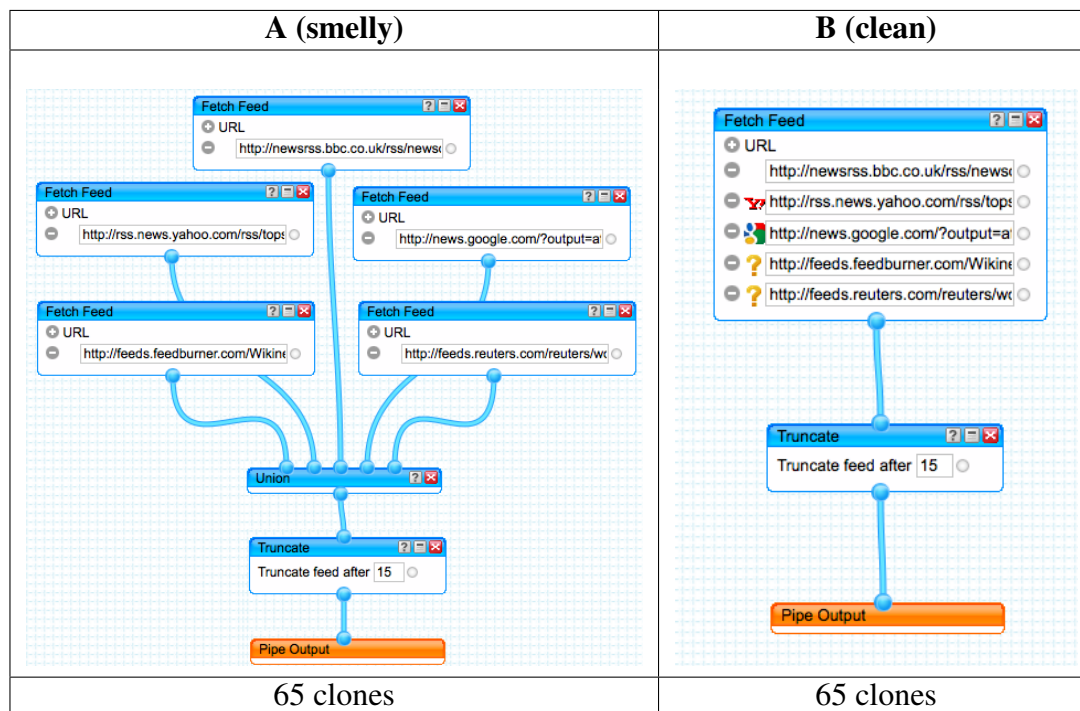 A (smelly)
B (clean)
Fetch Feed
URL
http://newsrss.bbc.co.uk/rss/newso
Fetch Feed
URL
http://rss.news.yahoo.com/rss/tops
Fetch Feed
URL
http://news.google.com/?output=at
Fetch Feed
URL
http://feeds.feedburner.com/Wikine
Fetch Feed
URL
http://feeds.reuters.com/reuters/wo
Union
Truncate
Truncate feed after 15
Pipe Output
Fetch Feed
URL
http://newsrss.bbc.co.uk/rss/newso
http://rss.news.yahoo.com/rss/tops
http://news.google.com/?output=at
http://feeds.feedburner.com/Wikine
http://feeds.reuters.com/reuters/wo
Truncate
Truncate feed after 15
Pipe Output
65 clones
65 clones